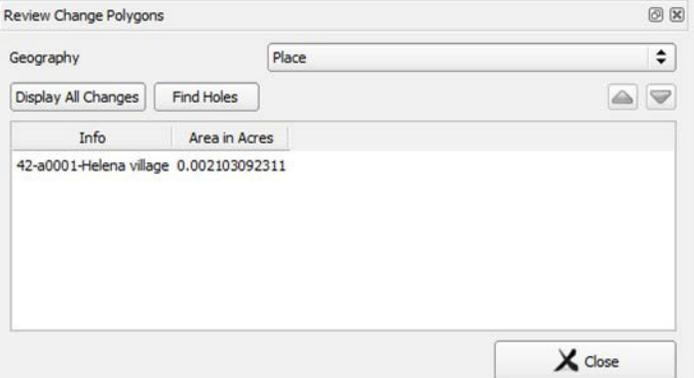 Review Change Polygons
Geography Place
Display All Changes Find Holes
Info Area in Acres
42-a0001-Helena village 0.002103092311
Close